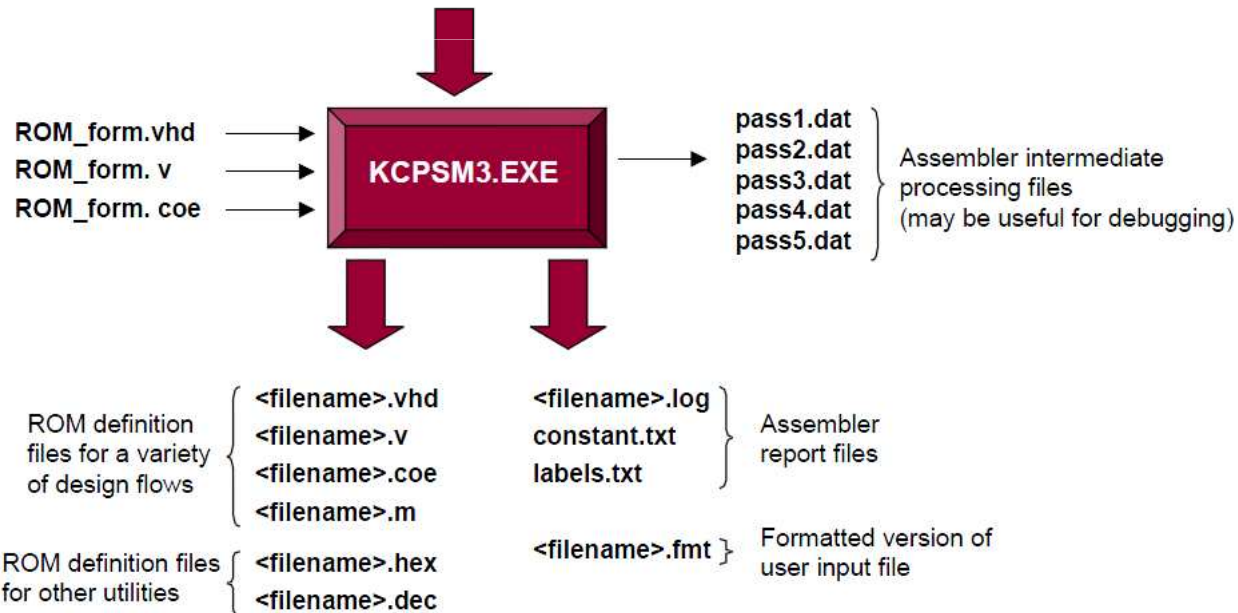 ROM_form.vhd
ROM_form. v
ROM_form. coe
KCPSM3.EXE
pass1.dat
pass2.dat
pass3.dat
pass4.dat
pass5.dat
Assembler intermediate
processing files
(may be useful for debugging)
ROM definition
files for a variety
of design flows
<filename>.vhd
<filename>.v
<filename>.coe
<filename>.m
<filename>.log
constant.txt
labels.txt
Assembler
report files
ROM definition files
for other utilities
<filename>.hex
<filename>.dec
<filename>.fmt
Formatted version of
user input file